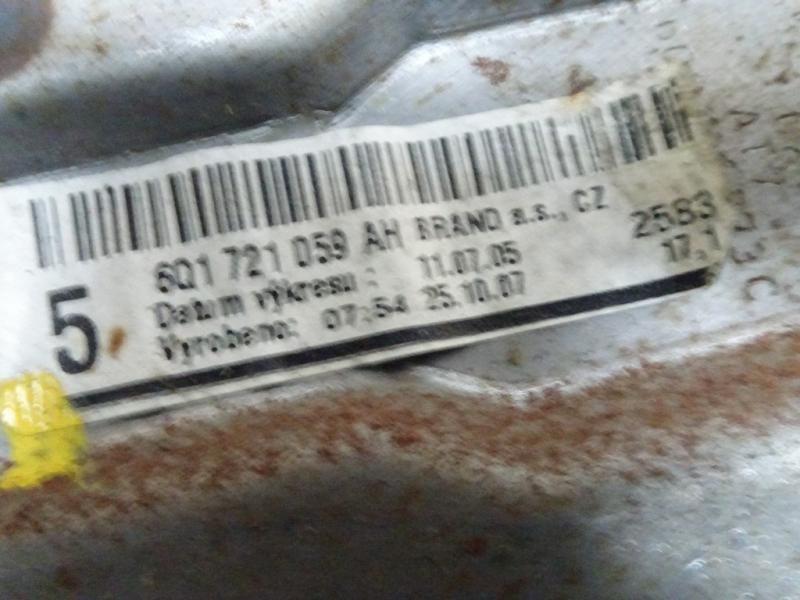 6Q1 721 059 AH BRANO a.s., CZ 2583
Datum výkresu : 11.07.05 17,1
5
Vyrobeno: 07:54 25.10.07